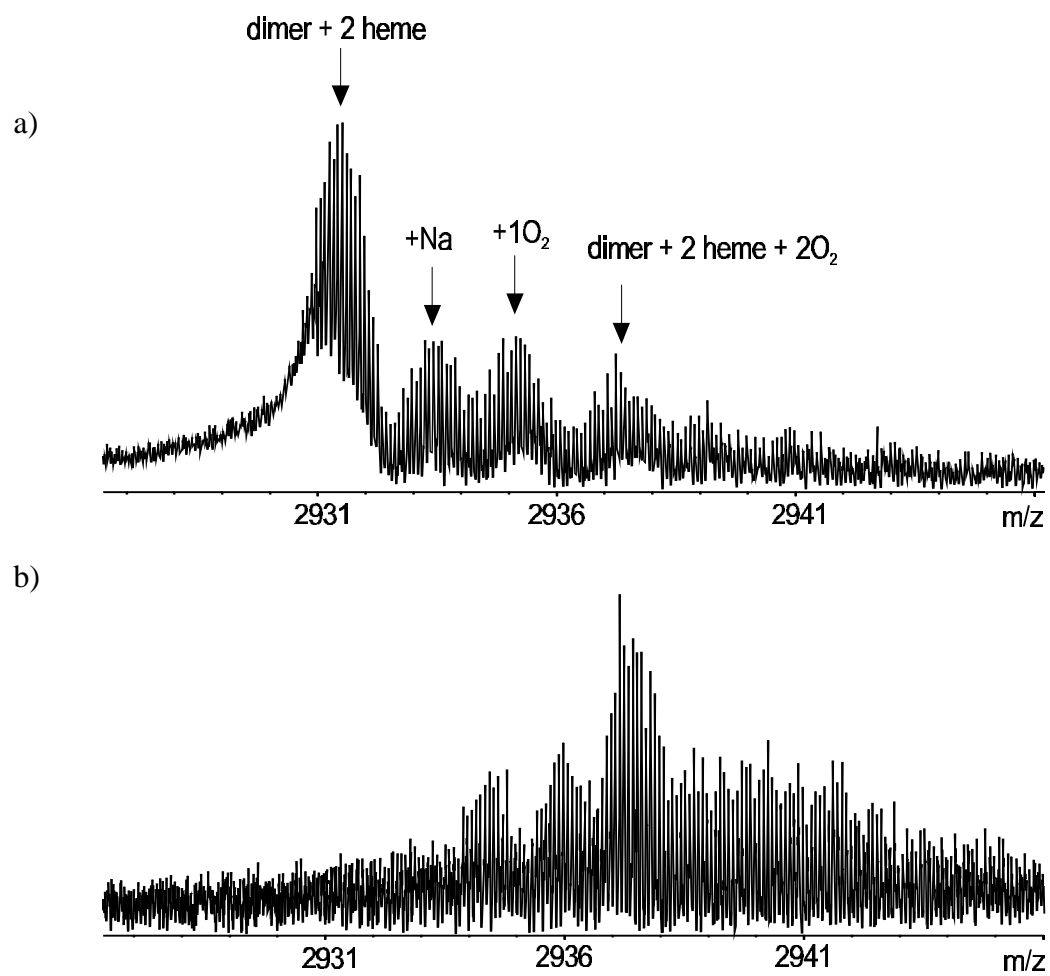 dimer + 2 heme
a)
+Na
+1O₂
dimer + 2 heme + 2O₂
2931
2936
2941
m/z
b)
2931
2936
2941
m/z